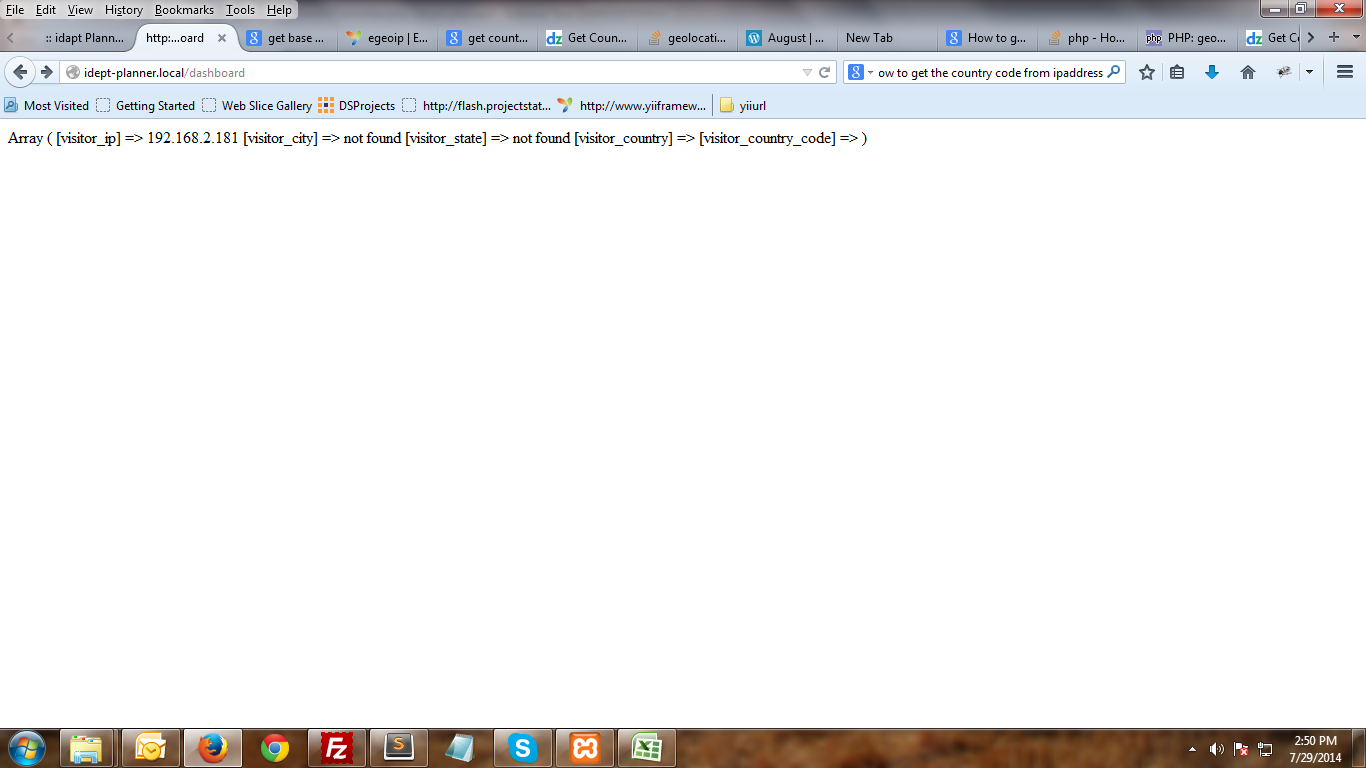 File Edit View History Bookmarks Tools Help
:: idapt Plann... http:...oard get base ... egeoip | E... get count... Get Coun... geolocati... August | ... New Tab How to g... php - Ho... PHP: geo... Get Co
idept-planner.local/dashboard ow to get the country code from ipaddress
Most Visited Getting Started Web Slice Gallery DSProjects http://flash.projectstat... http://www.yiiframew... yiiurl
Array ( [visitor_ip] => 192.168.2.181 [visitor_city] => not found [visitor_state] => not found [visitor_country] => [visitor_country_code] => )
2:50 PM
7/29/2014